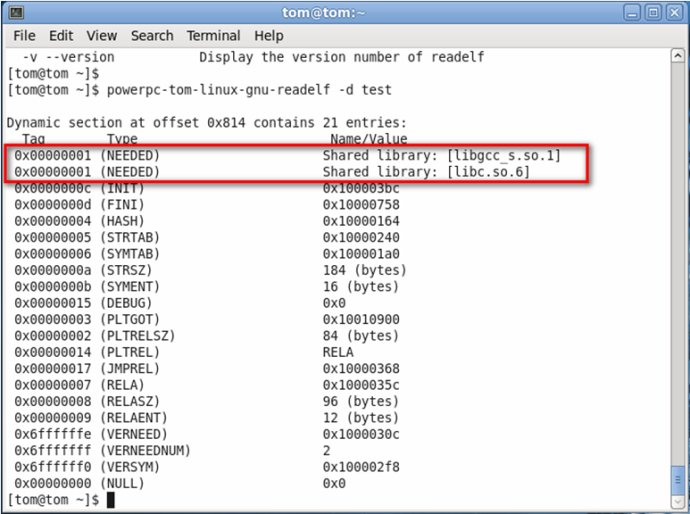 tom@tom:~
File Edit View Search Terminal Help
-v --version Display the version number of readelf
[tom@tom ~]$
[tom@tom ~]$ powerpc-tom-linux-gnu-readelf -d test
Dynamic section at offset 0x814 contains 21 entries:
Tag Type Name/Value
0x00000001 (NEEDED) Shared library: [libgcc_s.so.1]
0x00000001 (NEEDED) Shared library: [libc.so.6]
0x0000000c (INIT) 0x100003bc
0x0000000d (FINI) 0x10000758
0x00000004 (HASH) 0x10000164
0x00000005 (STRTAB) 0x10000240
0x00000006 (SYMTAB) 0x100001a0
0x0000000a (STRSZ) 184 (bytes)
0x0000000b (SYMENT) 16 (bytes)
0x00000015 (DEBUG) 0x0
0x00000003 (PLTGOT) 0x10010900
0x00000002 (PLTRELSZ) 84 (bytes)
0x00000014 (PLTREL) RELA
0x00000017 (JMPREL) 0x10000368
0x00000007 (RELA) 0x1000035c
0x00000008 (RELASZ) 96 (bytes)
0x00000009 (RELAENT) 12 (bytes)
0x6ffffffe (VERNEED) 0x1000030c
0x6fffffff (VERNEEDNUM) 2
0x6ffffff0 (VERSYM) 0x100002f8
0x00000000 (NULL) 0x0
[tom@tom ~]$